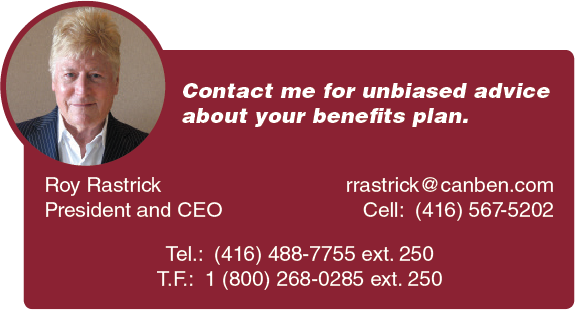 Contact me for unbiased advice
about your benefits plan.
Roy Rastrick
President and CEO
rrastrick@canben.com
Cell: (416) 567-5202
Tel.: (416) 488-7755 ext. 250
T.F.: 1 (800) 268-0285 ext. 250